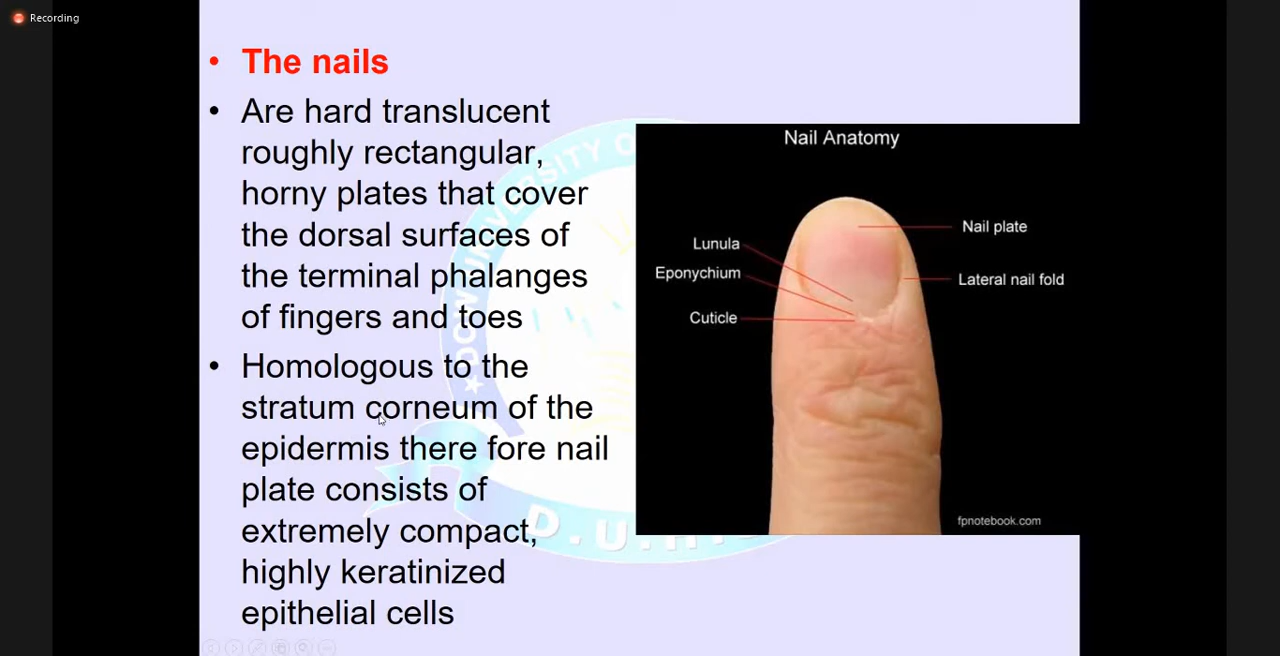 Recording
The nails
Are hard translucent
roughly rectangular,
horny plates that cover
the dorsal surfaces of
the terminal phalanges
of fingers and toes
Homologous to the
stratum corneum of the
epidermis there fore nail
plate consists of
extremely compact,
highly keratinized
epithelial cells
Nail Anatomy
Nail plate
Lunula
Eponychium
Lateral nail fold
Cuticle
fpnotebook.com
DOW UNIVERSITY O